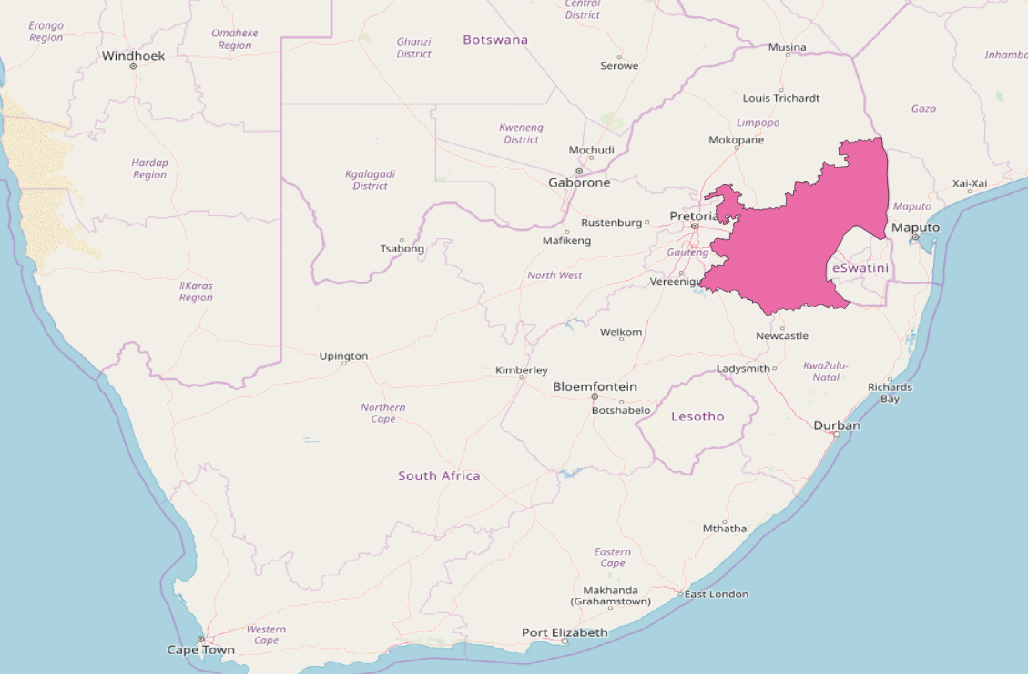 Erongo
Region
Windhoek
Omaheke
Region
Ghanzi
District
Botswana
Central
District
Serowe
Musina
Inhamba
Louis Trichardt
Gaza
Limpopo
Kweneng
District
Mokopane
Mochudi
Hardap
Region
Kgalagadi
District
Gaborone
Xai-Xai
Maputo
Rustenburg
Pretoria
Maputo
Tsabong
Mafikeng
Gauteng
eSwatini
North West
Vereenigi
IIKaras
Region
Welkom
Newcastle
Upington
Kimberley
Ladysmith
KwaZulu-
Natal
Bloemfontein
Richards
Bay
Northern
Cape
Botshabelo
Lesotho
Durban
South Africa
Mthatha
Eastern
Cape
Makhanda
(Grahamstown)
East London
Western
Cape
Port Elizabeth
Cape Town